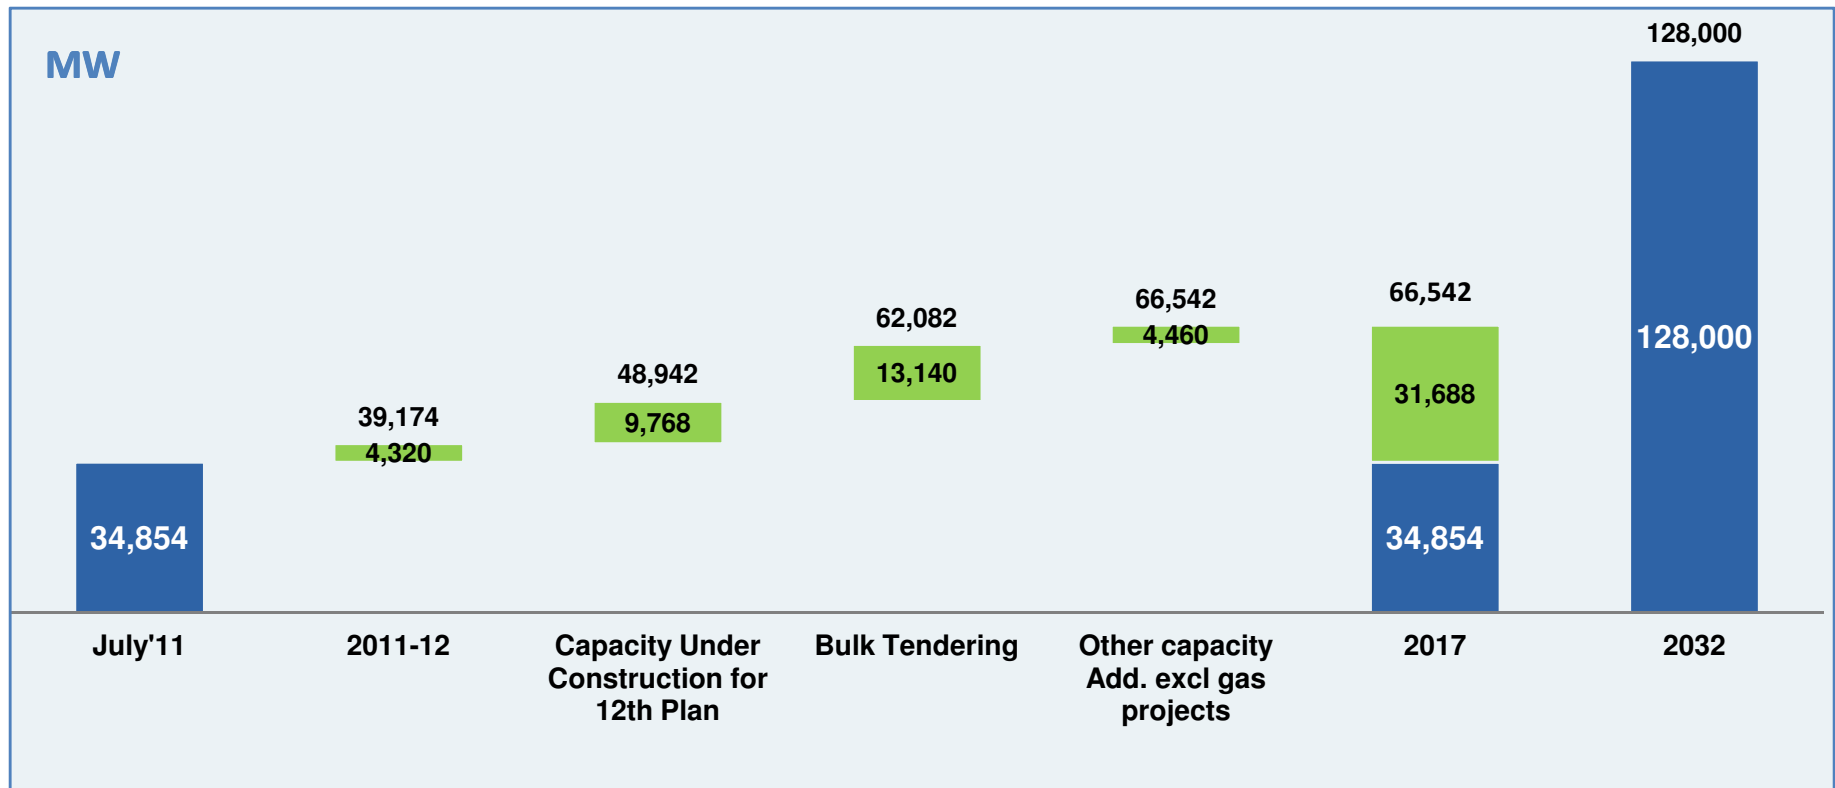 MW
128,000
66,542
66,542
62,082
4,460
128,000
48,942
13,140
31,688
39,174
9,768
4,320
34,854
34,854
July'11
2011-12
Capacity Under
Construction for
12th Plan
Bulk Tendering
Other capacity
Add. excl gas
projects
2017
2032